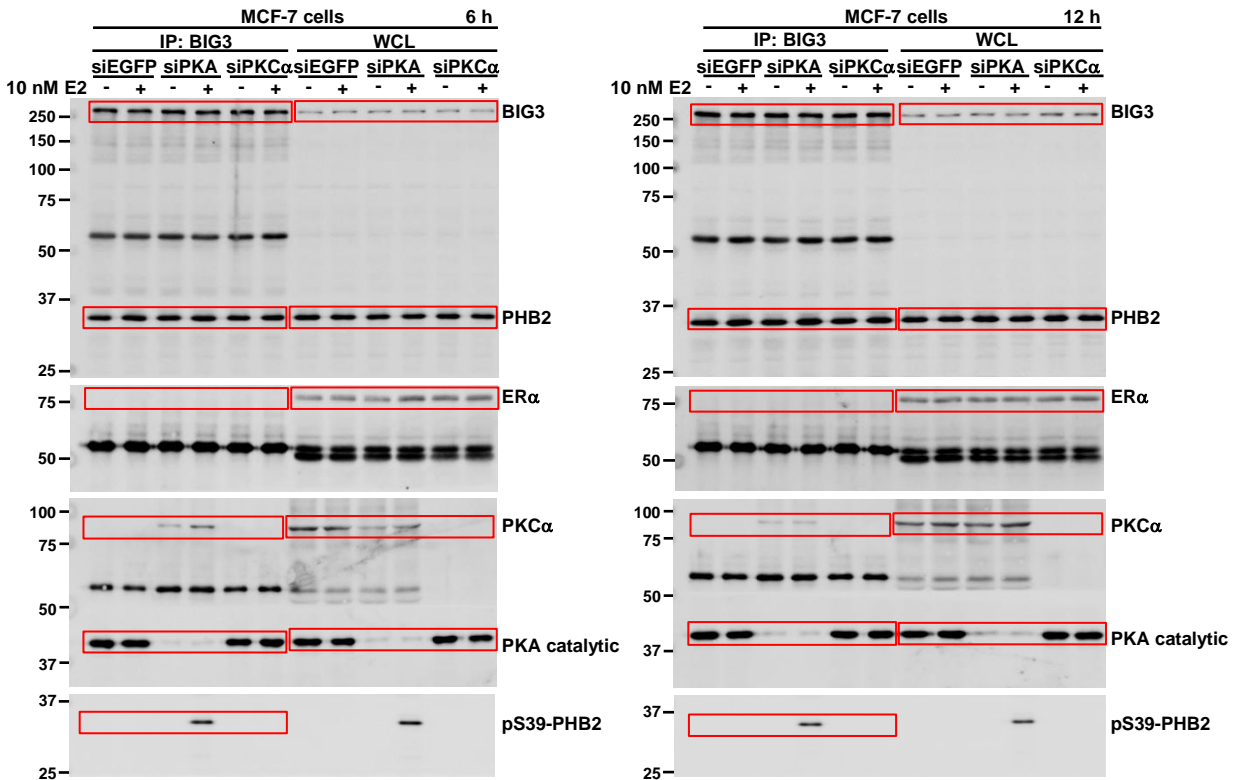 MCF-7 cells 6 h
IP: BIG3 WCL
siEGFP siPKA siPKCα siEGFP siPKA siPKCα
10 nM E2 - + - + - + - + - + - +
250
150
100
75
50
37
25
BIG3
PHB2
75
50
ERα
100
75
50
37
PKCα
PKA catalytic
37
25
pS39-PHB2
MCF-7 cells 12 h
IP: BIG3 WCL
siEGFP siPKA siPKCα siEGFP siPKA siPKCα
10 nM E2 - + - + - + - + - + - +
250
150
100
75
50
37
25
BIG3
PHB2
75
50
ERα
100
75
50
37
PKCα
PKA catalytic
37
25
pS39-PHB2